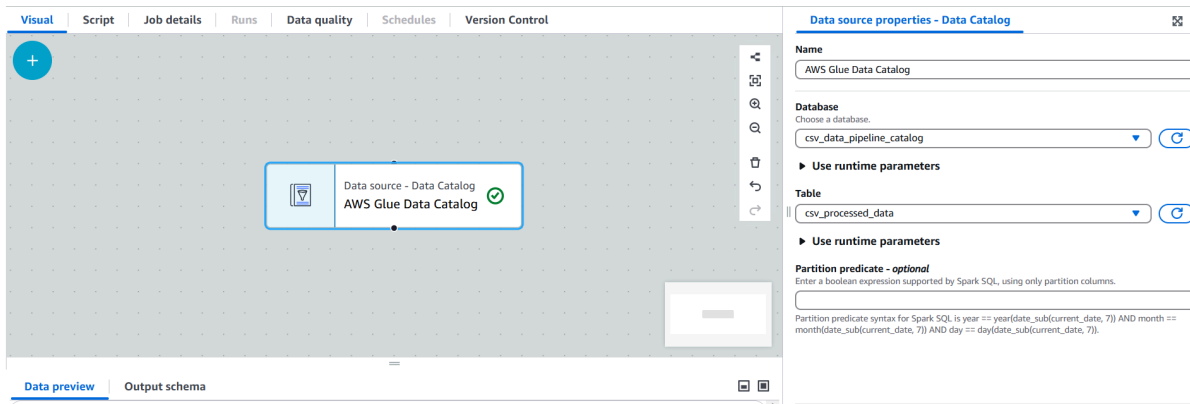 Visual
Script
Job details
Runs
Data quality
Schedules
Version Control
Data source - Data Catalog
AWS Glue Data Catalog
Data preview
Output schema
Data source properties - Data Catalog
Name
AWS Glue Data Catalog
Database
Choose a database.
csv_data_pipeline_catalog
Use runtime parameters
Table
csv_processed_data
Use runtime parameters
Partition predicate - optional
Enter a boolean expression supported by Spark SQL, using only partition columns.
Partition predicate syntax for Spark SQL is year == year(date_sub(current_date, 7)) AND month ==
month(date_sub(current_date, 7)) AND day == day(date_sub(current_date, 7)).